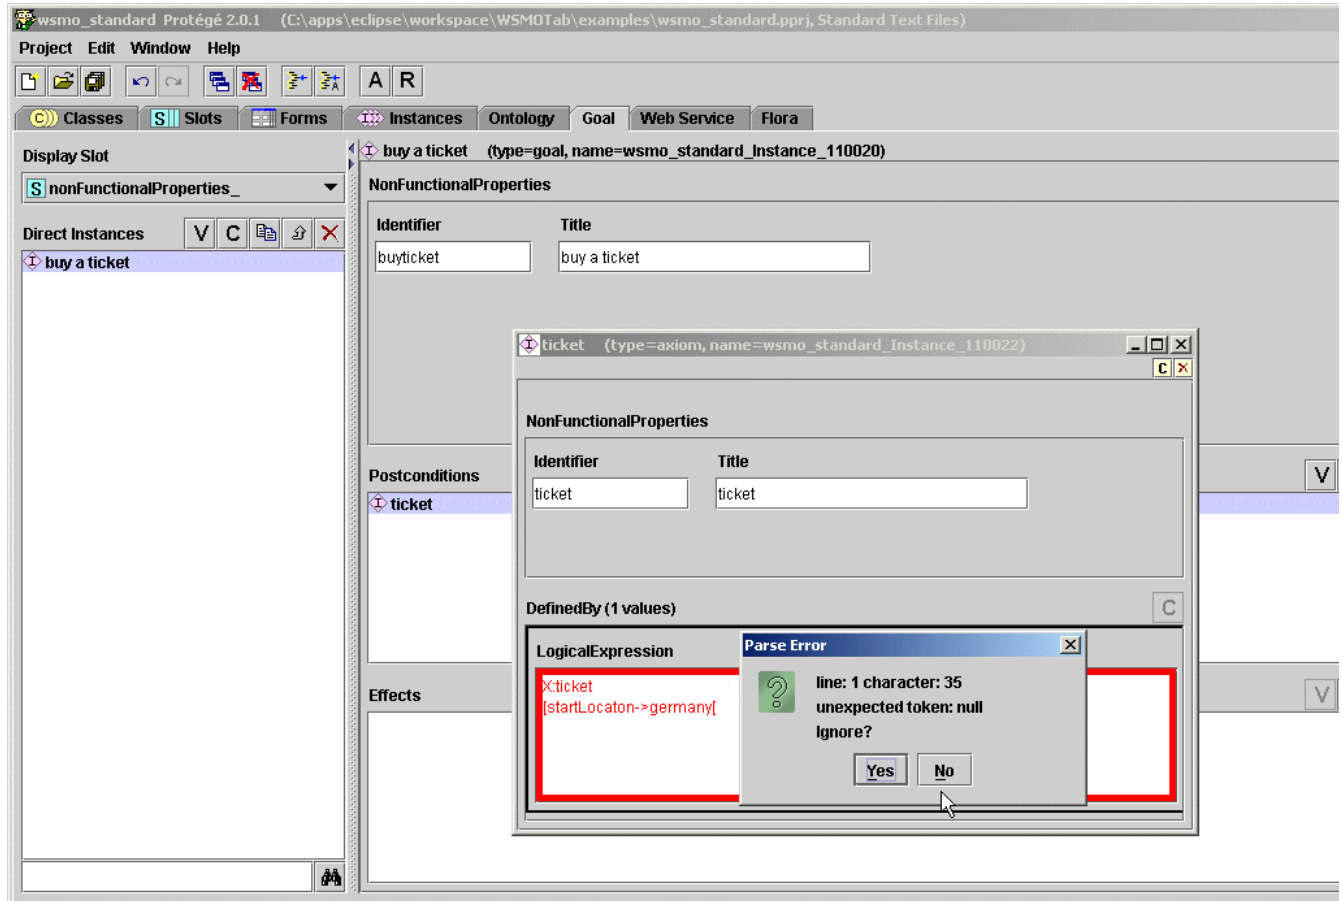 wsmo_standard Protégé 2.0.1 (C:\apps\eclipse\workspace\WSMOTab\examples\wsmo_standard.pprj, Standard Text Files)
Project Edit Window Help
A R
C Classes S Slots Forms I Instances Ontology Goal Web Service Flora
Display Slot
S nonFunctionalProperties_
Direct Instances V C
I buy a ticket
I buy a ticket (type=goal, name=wsmo_standard_Instance_110020)
NonFunctionalProperties
Identifier Title
buyticket buy a ticket
Postconditions V
I ticket
Effects V
I ticket (type=axiom, name=wsmo_standard_Instance_110022)
C
NonFunctionalProperties
Identifier Title
ticket ticket
DefinedBy (1 values) C
LogicalExpression
X:ticket
[startLocaton->germany[
Parse Error
line: 1 character: 35
unexpected token: null
Ignore?
Yes No